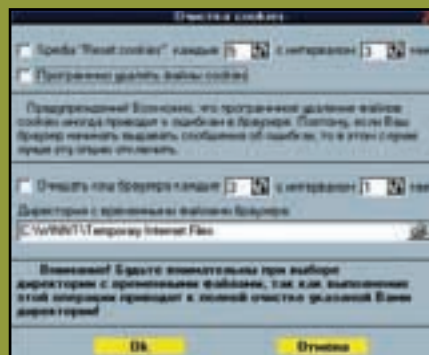 Очистка cookies
Браузер "Reset cookies" каждые 5 с интервалом 3
Программно удалять файлы cookies
Предупреждение! Возможно, что программное удаление файлов
cookies иногда приводит к ошибкам в браузере. Поэтому, если Ваш
браузер начинает выдавать сообщения об ошибках, то в этом случае
лучше эту опцию отключить.
Очищать кэш браузера каждые 2 с интервалом 1
Директория с временными файлами браузера
C:\WINNT\Temporary Internet Files
Внимание! Будьте внимательны при выборе
директории с временными файлами, так как выполнение
этой операции приводит к полной очистке указаной Вами
директории!
Ok
Отмена